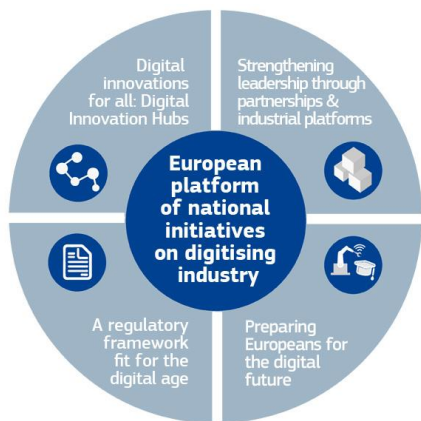 Digital
innovations
for all: Digital
Innovation Hubs
Strengthening
leadership through
partnerships &
industrial platforms
European
platform
of national
initiatives
on digitising
industry
A regulatory
framework
fit for the
digital age
Preparing
Europeans for
the digital
future